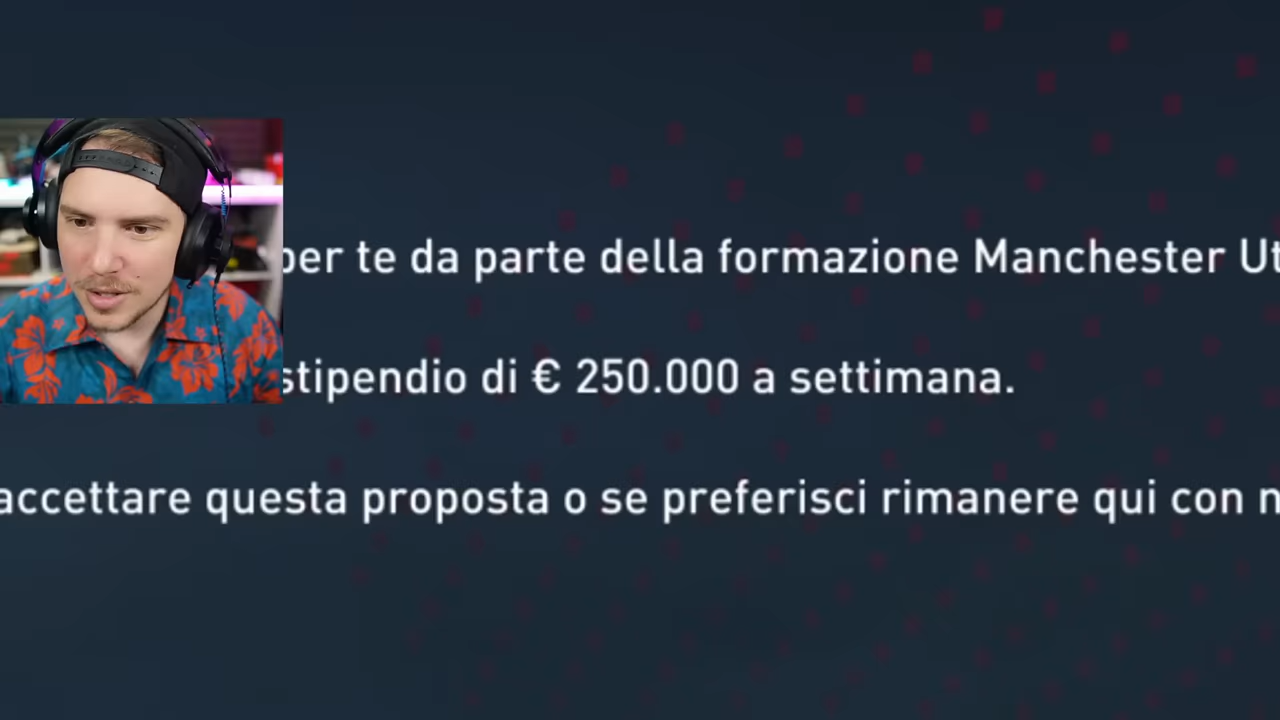 per te da parte della formazione Manchester
stipendio di € 250.000 a settimana.
accettare questa proposta o se preferisci rimanere qui con